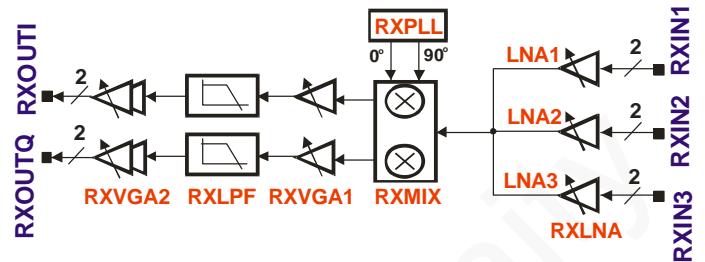 RXPLL
0° 90°
LNA1
2
RXIN1
RXOUTI
2
LNA2
2
RXIN2
RXOUTQ
2
LNA3
2
RXIN3
RXVGA2 RXLPF RXVGA1 RXMIX RXLNA